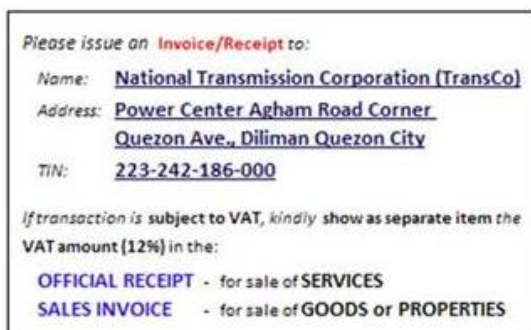 Please issue an Invoice/Receipt to:
Name: National Transmission Corporation (TransCo)
Address: Power Center Agham Road Corner
Quezon Ave., Diliman Quezon City
TIN: 223-242-186-000
If transaction is subject to VAT, kindly show as separate item the
VAT amount (12%) in the:
OFFICIAL RECEIPT - for sale of SERVICES
SALES INVOICE - for sale of GOODS or PROPERTIES